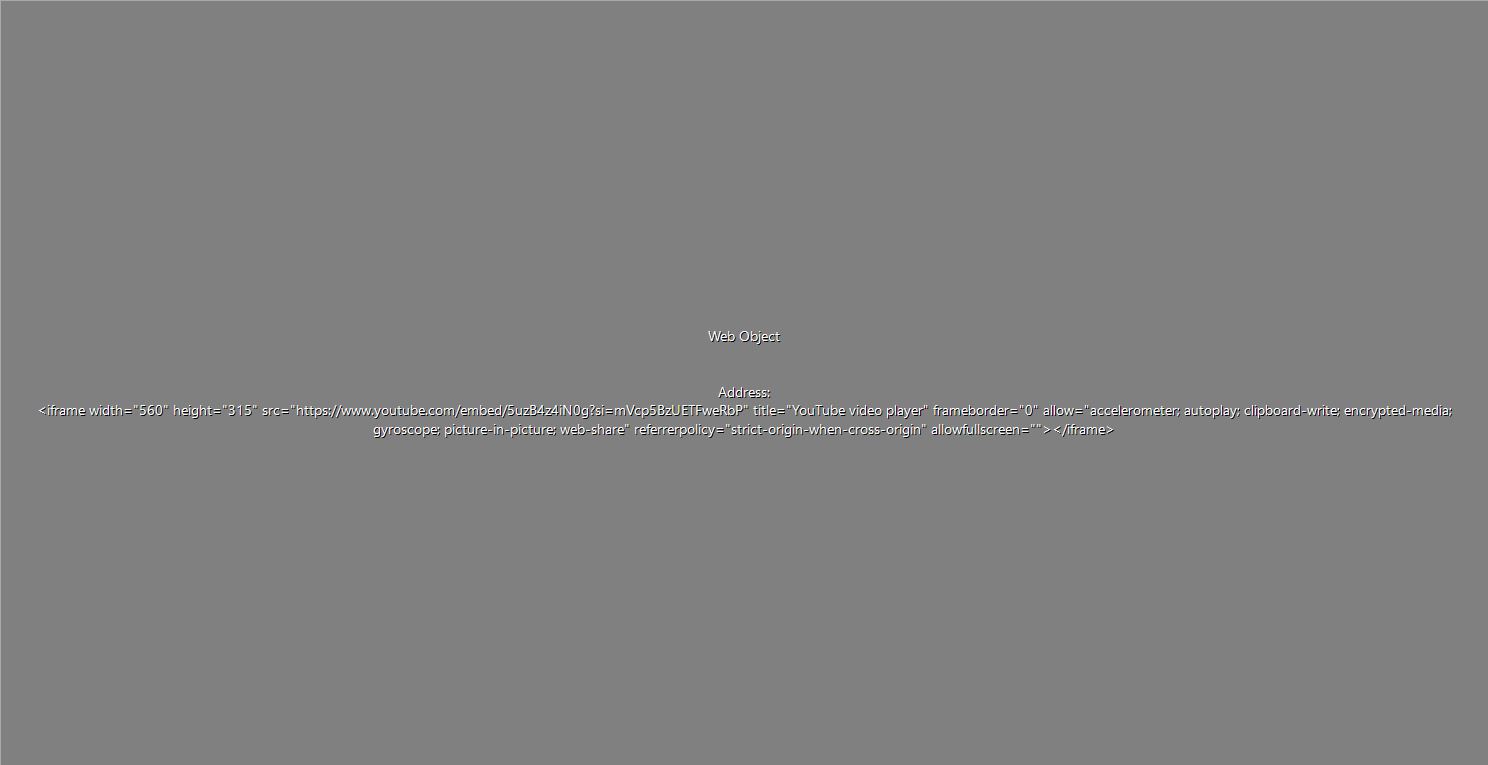 Web Object
Address:
<iframe width="560" height="315" src="https://www.youtube.com/embed/5uzB4z4iN0g?si=mVcp5BzUETFweRbP" title="YouTube video player" frameborder="0" allow="accelerometer; autoplay; clipboard-write; encrypted-media;
gyroscope; picture-in-picture; web-share" referrerpolicy="strict-origin-when-cross-origin" allowfullscreen=""></iframe>